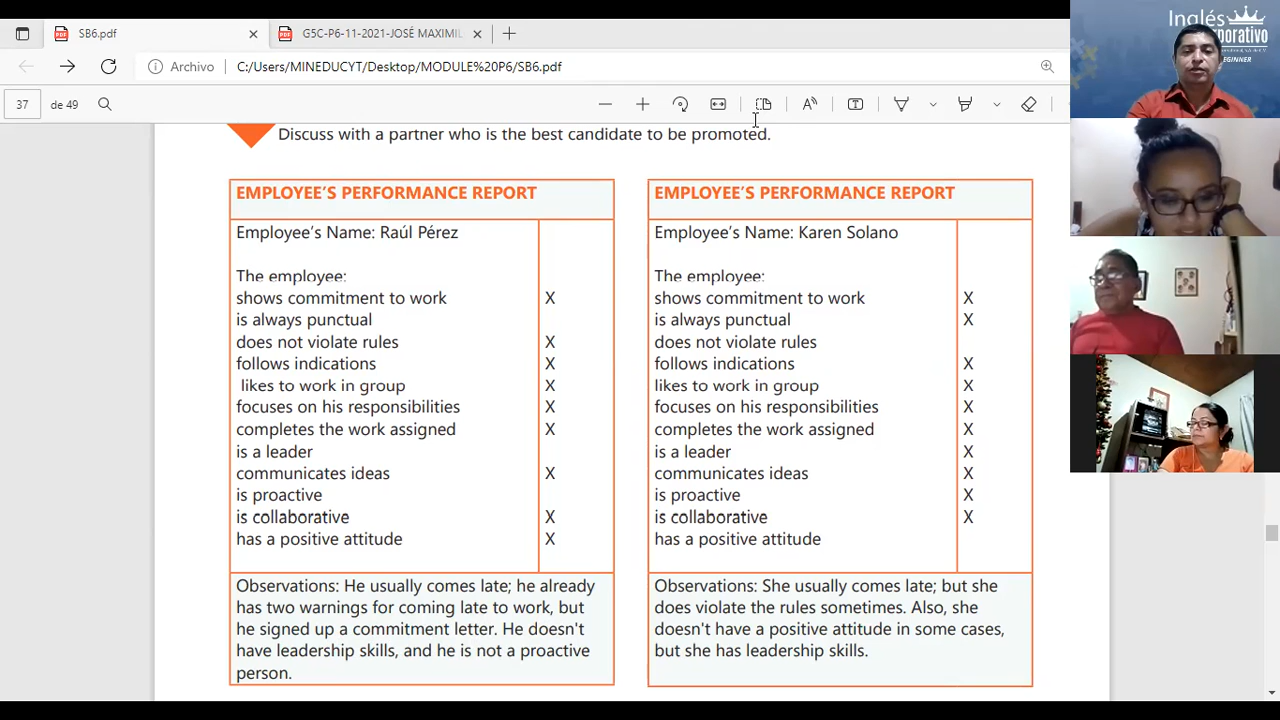 SB6.pdf
G5C-P6-11-2021-JOSÉ MAXIMIL
Archivo
C:/Users/MINEDUCYT/Desktop/MODULE%20P6/SB6.pdf
37 de 49
Discuss with a partner who is the best candidate to be promoted.
EMPLOYEE'S PERFORMANCE REPORT
Employee's Name: Raúl Pérez
The employee:
shows commitment to work X
is always punctual
does not violate rules X
follows indications X
likes to work in group X
focuses on his responsibilities X
completes the work assigned X
is a leader
communicates ideas X
is proactive
is collaborative X
has a positive attitude X
Observations: He usually comes late; he already
has two warnings for coming late to work, but
he signed up a commitment letter. He doesn't
have leadership skills, and he is not a proactive
person.
EMPLOYEE'S PERFORMANCE REPORT
Employee's Name: Karen Solano
The employee:
shows commitment to work X
is always punctual X
does not violate rules
follows indications X
likes to work in group X
focuses on his responsibilities X
completes the work assigned X
is a leader X
communicates ideas X
is proactive X
is collaborative X
has a positive attitude
Observations: She usually comes late; but she
does violate the rules sometimes. Also, she
doesn't have a positive attitude in some cases,
but she has leadership skills.
Inglés
rporativo
EGINNER